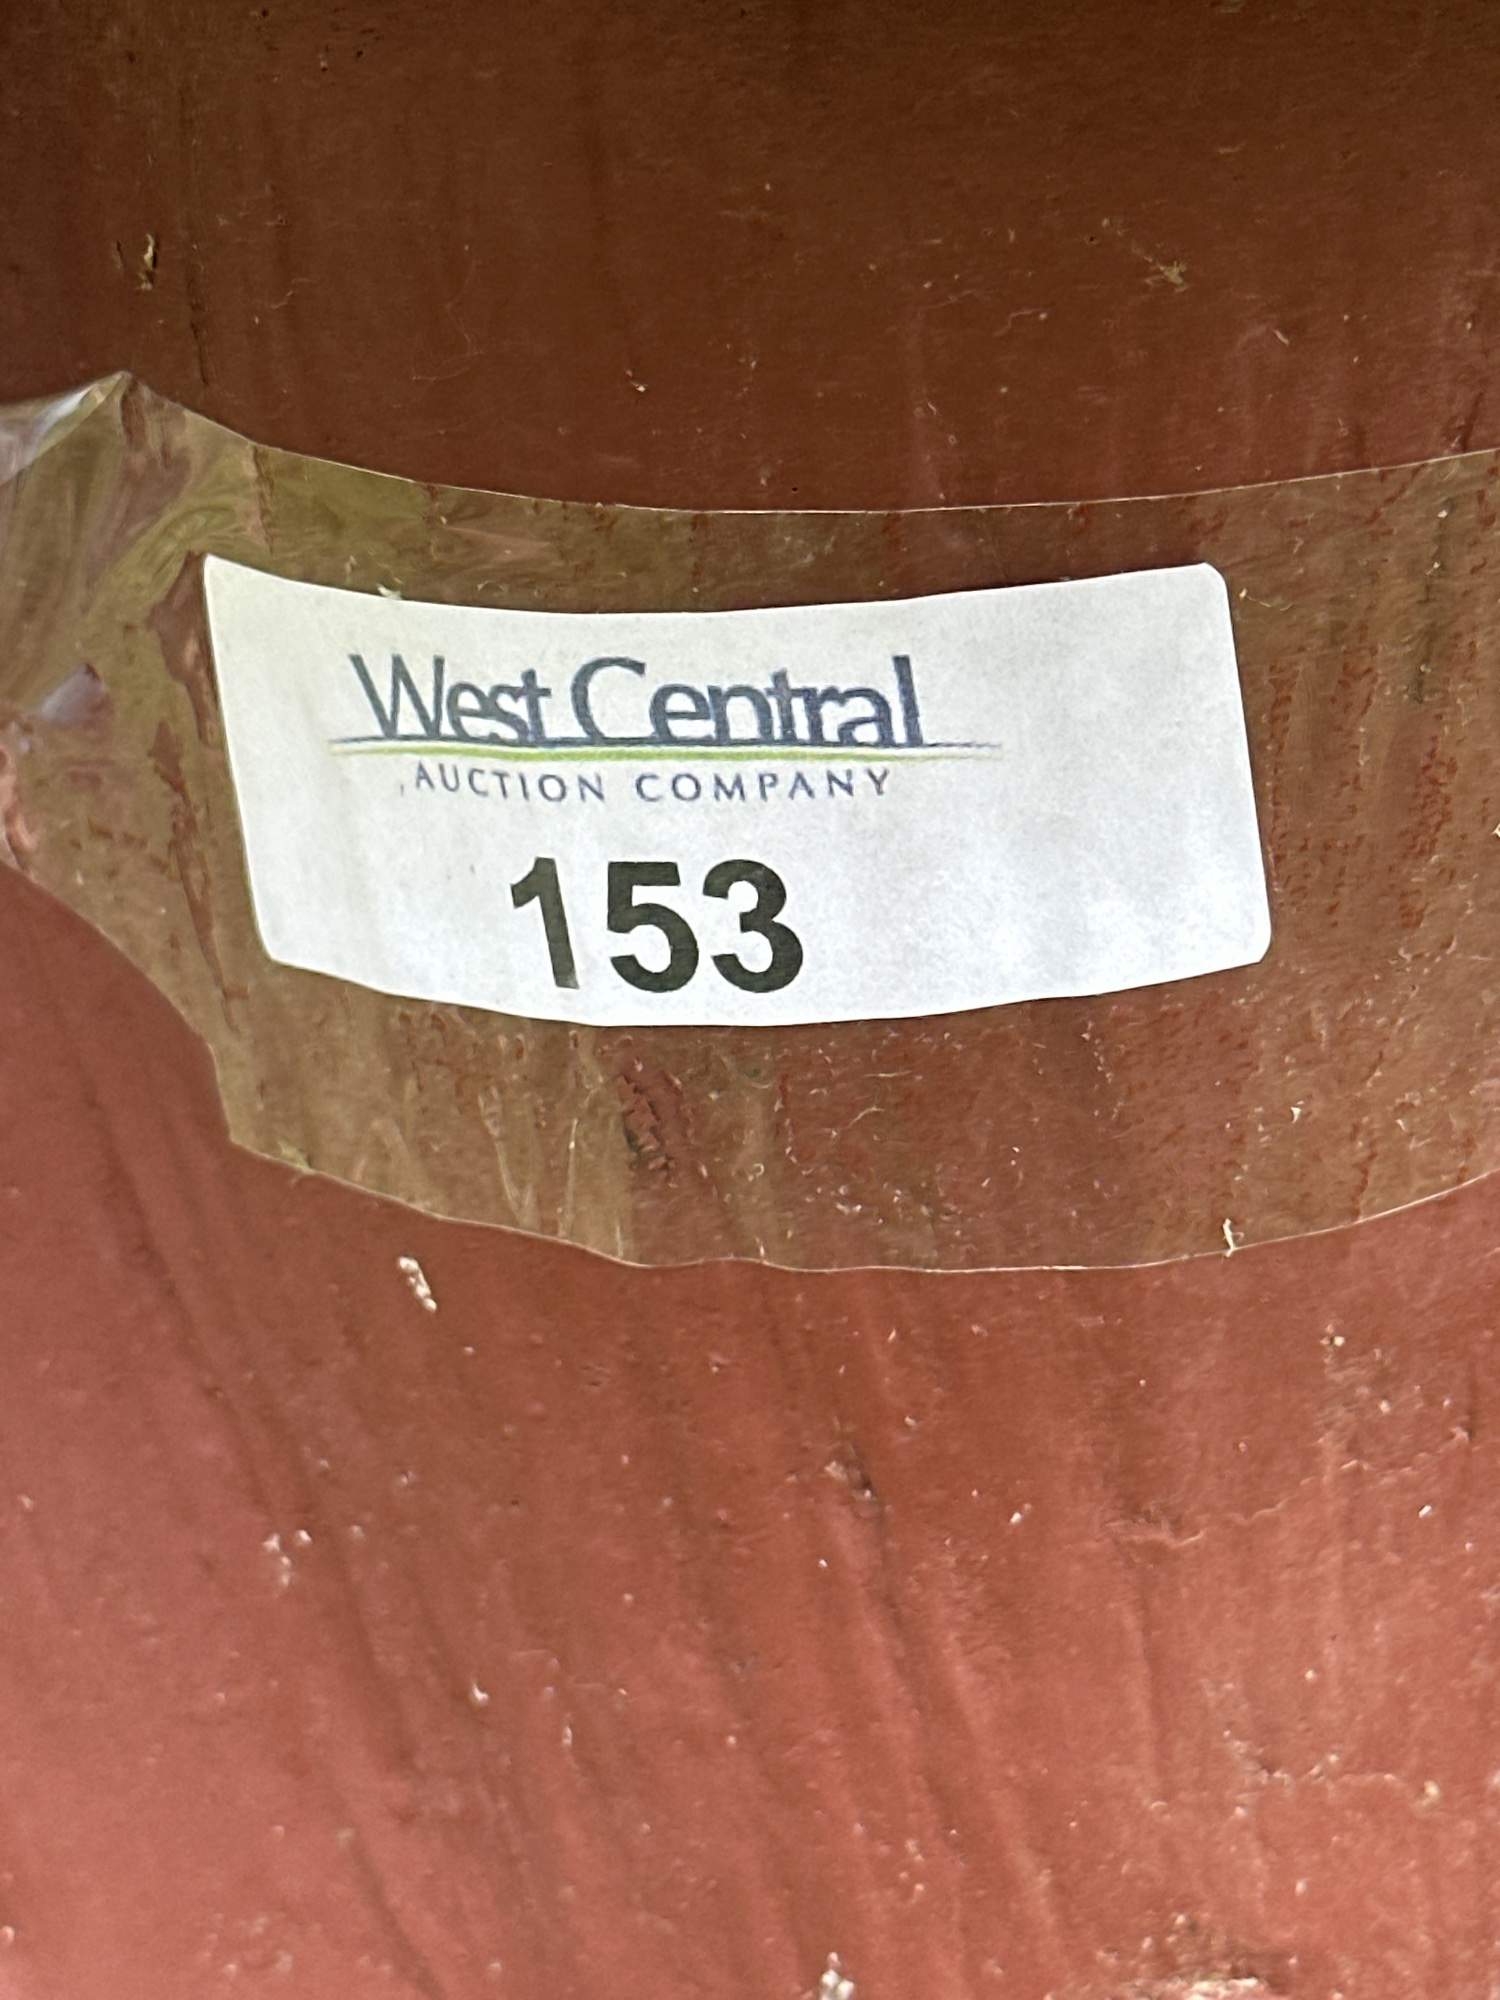 West Central
AUCTION COMPANY
153